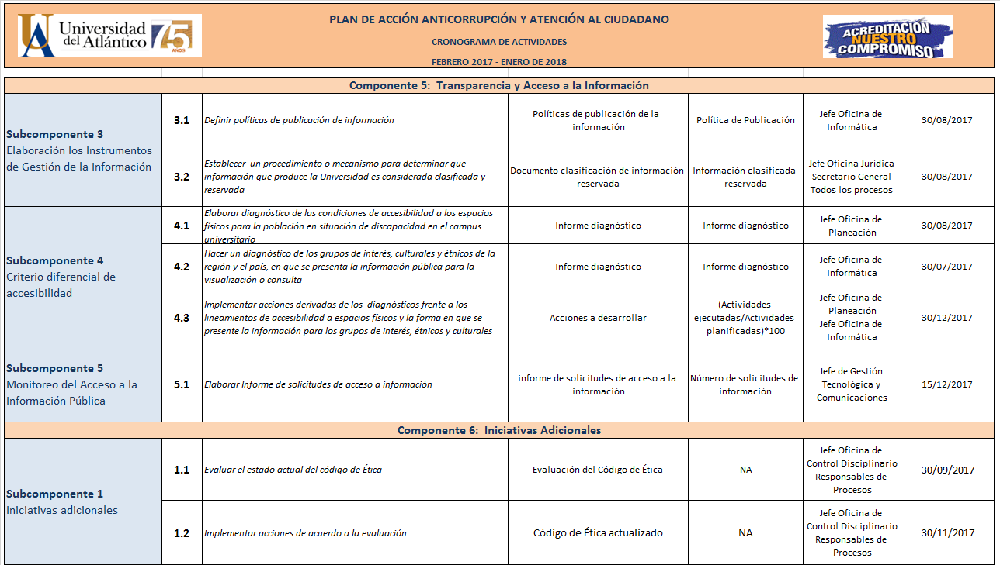 Universidad
del Atlántico
75
AÑOS
PLAN DE ACCIÓN ANTICORRUPCIÓN Y ATENCIÓN AL CIUDADANO
CRONOGRAMA DE ACTIVIDADES
FEBRERO 2017 - ENERO DE 2018
ACREDITACIÓN
NUESTRO
COMPROMISO
Componente 5: Transparencia y Acceso a la Información
Subcomponente 3
Elaboración los Instrumentos
de Gestión de la Información
3.1
Definir políticas de publicación de información
Políticas de publicación de la
información
Política de Publicación
Jefe Oficina de
Informática
30/08/2017
3.2
Establecer un procedimiento o mecanismo para determinar que
información que produce la Universidad es considerada clasificada y
reservada
Documento clasificación de información
reservada
Información clasificada
reservada
Jefe Oficina Jurídica
Secretario General
Todos los procesos
30/08/2017
Subcomponente 4
Criterio diferencial de
accesibilidad
4.1
Elaborar diagnóstico de las condiciones de accesibilidad a los espacios
físicos para la población en situación de discapacidad en el campus
universitario
Informe diagnóstico
Informe diagnóstico
Jefe Oficina de
Planeación
30/08/2017
4.2
Hacer un diagnóstico de los grupos de interés, culturales y étnicos de la
región y el país, en que se presenta la información pública para la
visualización o consulta
Informe diagnóstico
Informe diagnóstico
Jefe Oficina de
Informática
30/07/2017
4.3
Implementar acciones derivadas de los diagnósticos frente a los
lineamientos de accesibilidad a espacios físicos y la forma en que se
presente la información para los grupos de interés, étnicos y culturales
Acciones a desarrollar
(Actividades
ejecutadas/Actividades
planificadas)*100
Jefe Oficina de
Planeación
Jefe Oficina de
Informática
30/12/2017
Subcomponente 5
Monitoreo del Acceso a la
Información Pública
5.1
Elaborar Informe de solicitudes de acceso a información
informe de solicitudes de acceso a la
información
Número de solicitudes de
información
Jefe de Gestión
Tecnológica y
Comunicaciones
15/12/2017
Componente 6: Iniciativas Adicionales
Subcomponente 1
Iniciativas adicionales
1.1
Evaluar el estado actual del código de Ética
Evaluación del Código de Ética
NA
Jefe Oficina de
Control Disciplinario
Responsables de
Procesos
30/09/2017
1.2
Implementar acciones de acuerdo a la evaluación
Código de Ética actualizado
NA
Jefe Oficina de
Control Disciplinario
Responsables de
Procesos
30/11/2017